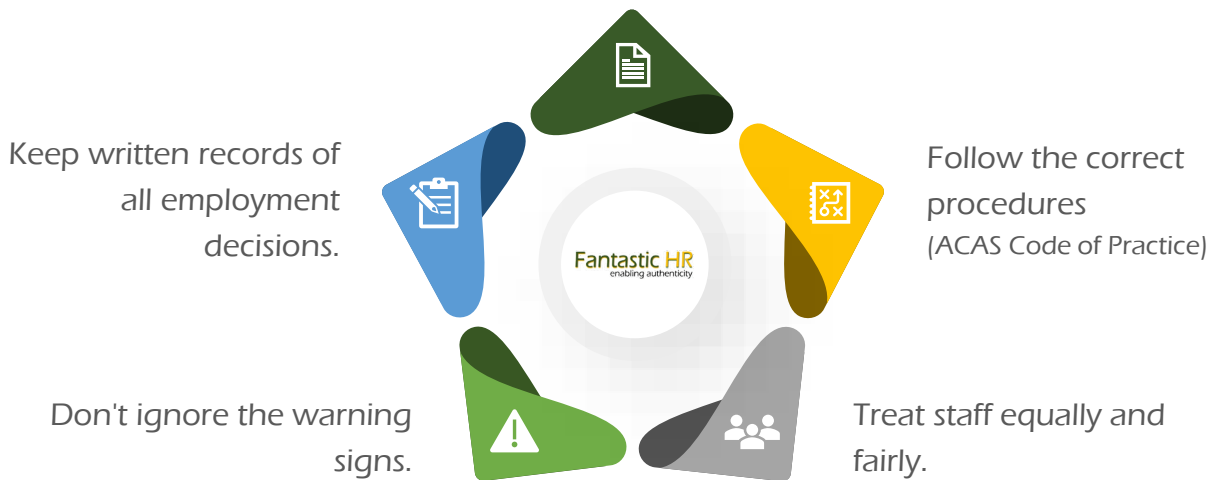 Keep written records of
all employment
decisions.
Follow the correct
procedures
(ACAS Code of Practice)
Fantastic HR
enabling authenticity
Don't ignore the warning
signs.
Treat staff equally and
fairly.